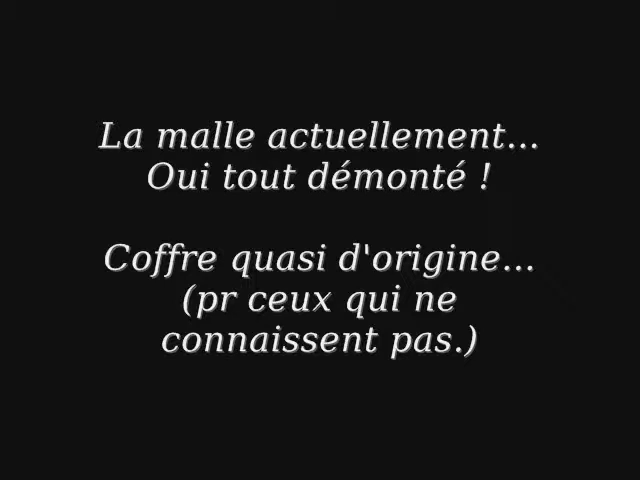 La malle actuellement...
Oui tout démonté !
Coffre quasi d'origine...
(pr ceux qui ne
connaissent pas.)